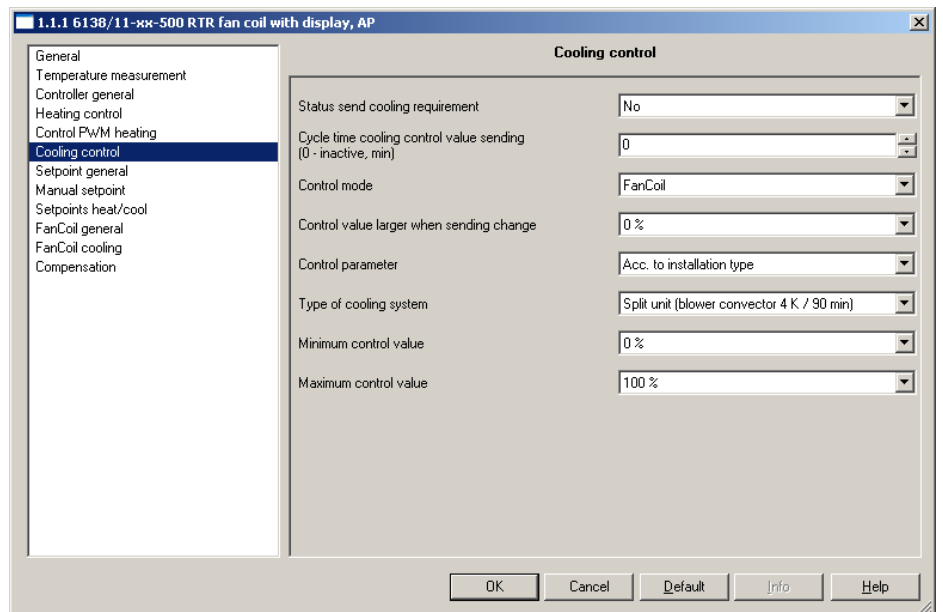 1.1.1 6138/11-xx-500 RTR fan coil with display, AP
General
Temperature measurement
Controller general
Heating control
Control PWM heating
Cooling control
Setpoint general
Manual setpoint
Setpoints heat/cool
FanCoil general
FanCoil cooling
Compensation
Cooling control
Status send cooling requirement
No
Cycle time cooling control value sending
(0 - inactive, min)
0
Control mode
FanCoil
Control value larger when sending change
0 %
Control parameter
Acc. to installation type
Type of cooling system
Split unit (blower convector 4 K / 90 min)
Minimum control value
0 %
Maximum control value
100 %
OK
Cancel
Default
Info
Help